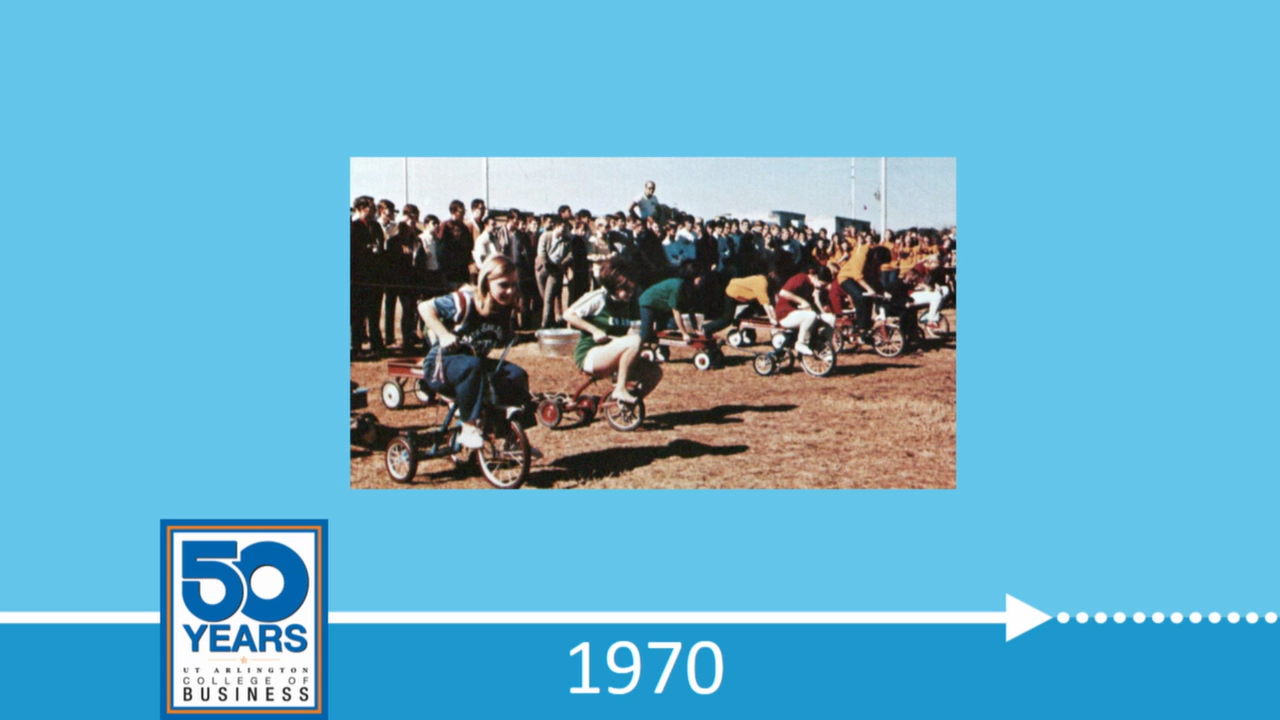 50
YEARS
UT ARLINGTON
COLLEGE OF
BUSINESS
1970